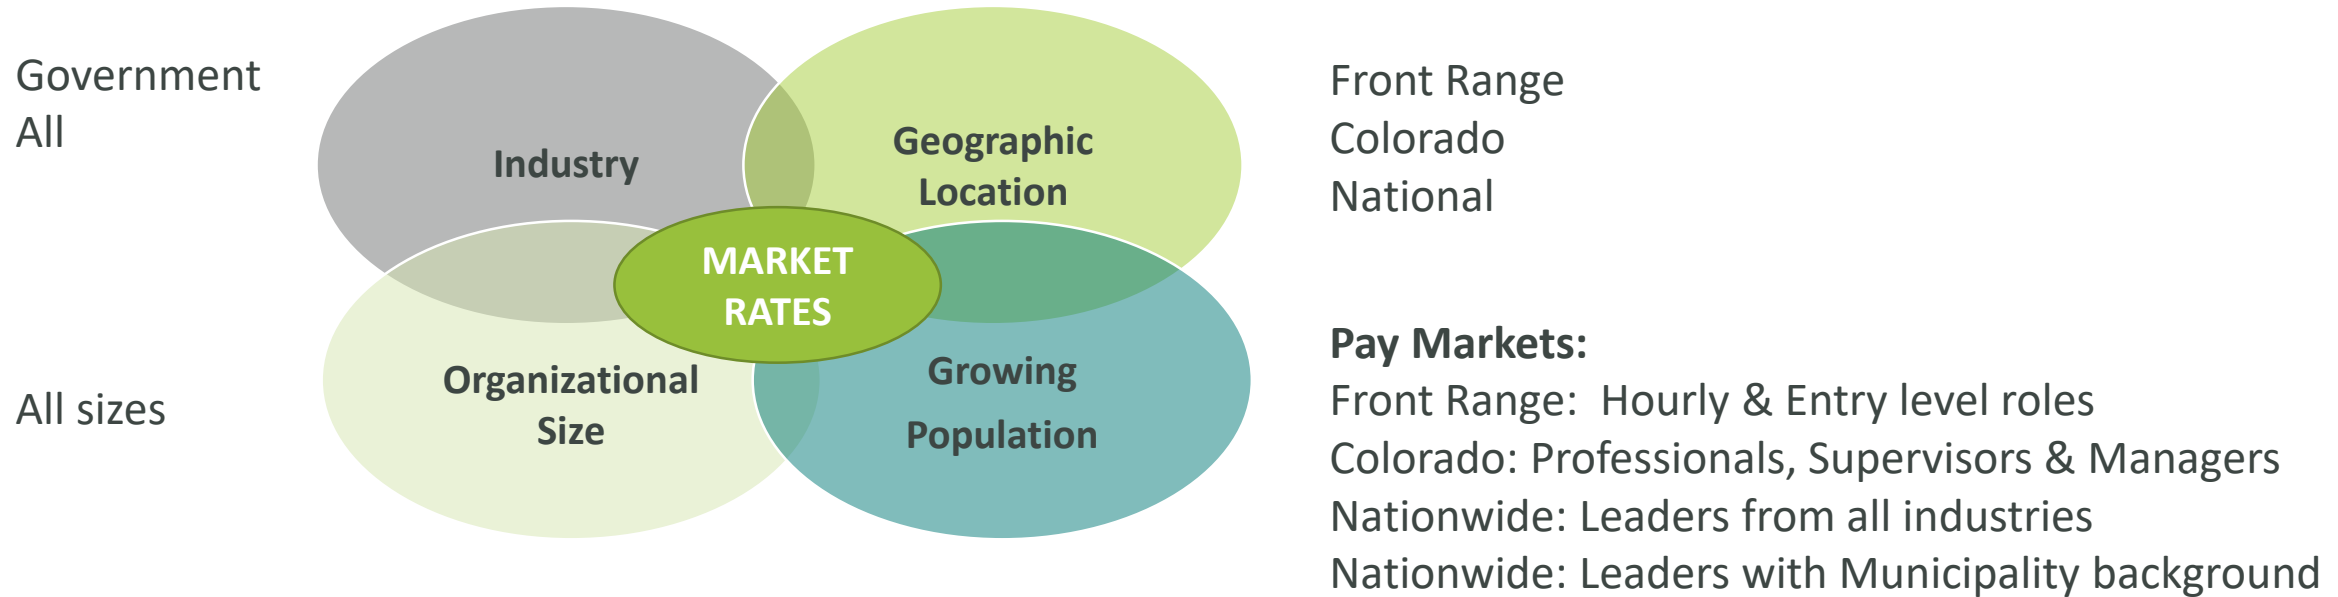 Government
All
Industry
Geographic
Location
Front Range
Colorado
National
MARKET
RATES
All sizes
Organizational
Size
Growing
Population
Pay Markets:
Front Range:  Hourly & Entry level roles
Colorado: Professionals, Supervisors & Managers
Nationwide: Leaders from all industries
Nationwide: Leaders with Municipality background